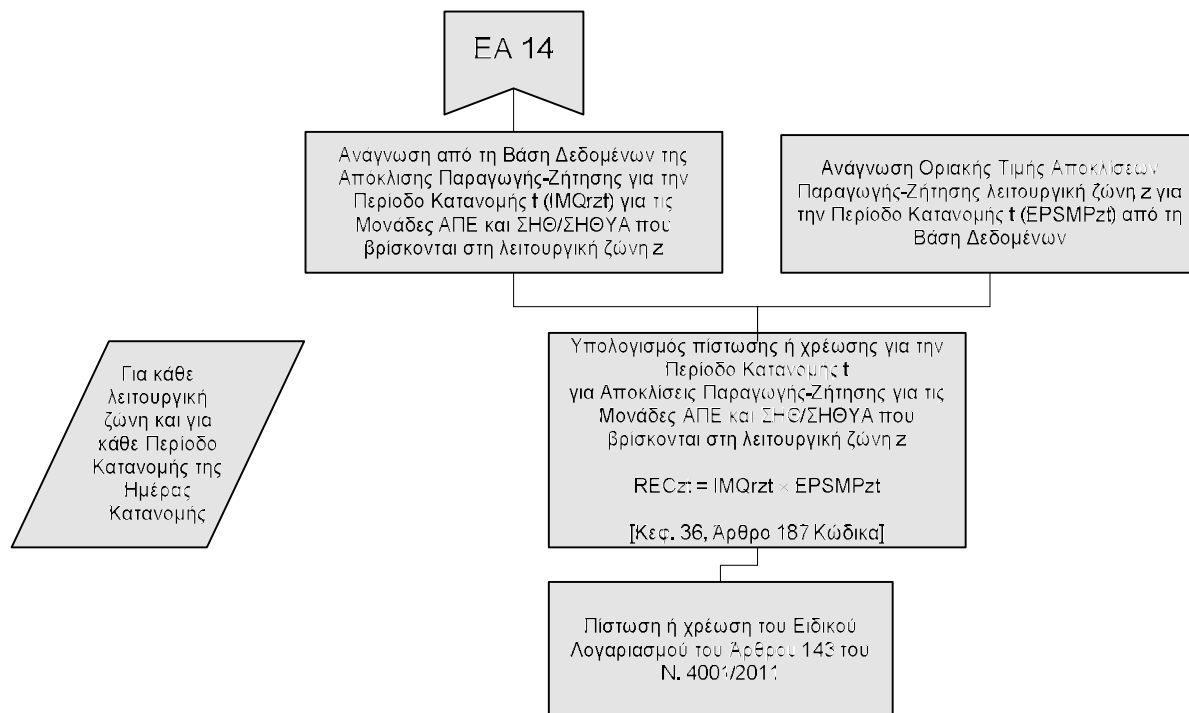 ΕΑ 14
Ανάγνωση από τη Βάση Δεδομένων της
Απόκλισης Παραγωγής-Ζήτησης για την
Περίοδο Κατανομής t (IMQrzt) για τις
Μονάδες ΑΠΕ και ΣΗΘ/ΣΗΘΥΑ που
βρίσκονται στη λειτουργική ζώνη z
Ανάγνωση Οριακής Τιμής Αποκλίσεων
Παραγωγής-Ζήτησης λειτουργική ζώνη z για
την Περίοδο Κατανομής t (EPSMPzt) από τη
Βάση Δεδομένων
Για κάθε
λειτουργική
ζώνη και για
κάθε Περίοδο
Κατανομής της
Ημέρας
Κατανομής
Υπολογισμός πίστωσης ή χρέωσης για την
Περίοδο Κατανομής t
για Αποκλίσεις Παραγωγής-Ζήτησης για τις
Μονάδες ΑΠΕ και ΣΗΘ/ΣΗΘΥΑ που
βρίσκονται στη λειτουργική ζώνη z
RECzt = IMQrzt × EPSMPzt
[Κεφ. 36, Άρθρο 187 Κώδικα]
Πίστωση ή χρέωση του Ειδικού
Λογαριασμού του Άρθρου 143 του
Ν. 4001/2011